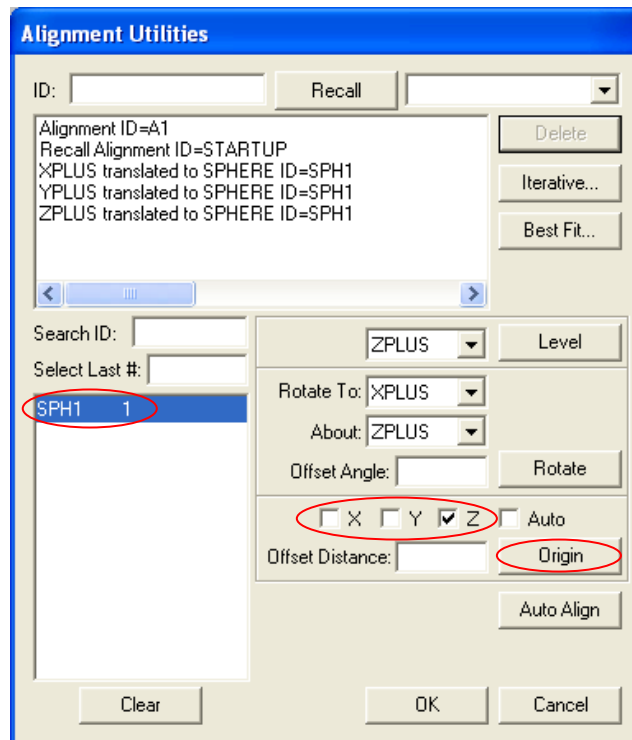 Alignment Utilities
ID: Recall
Alignment ID=A1
Recall Alignment ID=STARTUP
XPLUS translated to SPHERE ID=SPH1
YPLUS translated to SPHERE ID=SPH1
ZPLUS translated to SPHERE ID=SPH1
Delete
Iterative...
Best Fit...
Search ID:
Select Last #:
SPH1 1
ZPLUS Level
Rotate To: XPLUS
About: ZPLUS
Offset Angle: Rotate
X Y Z Auto
Offset Distance: Origin
Auto Align
Clear OK Cancel